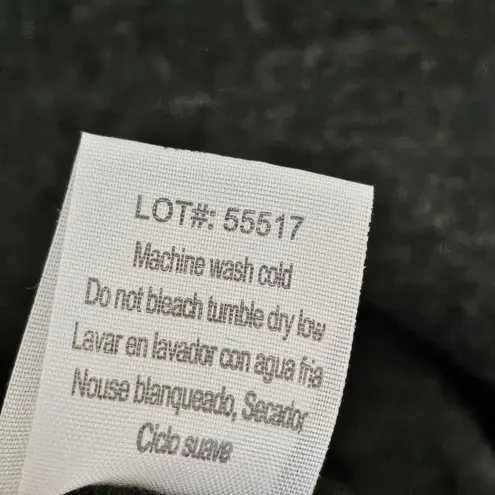 LOT#: 55517
Machine wash cold
Do not bleach tumble dry low
Lavar en lavador con agua fria
Nouse blanqueado, Secador
Ciclo suave